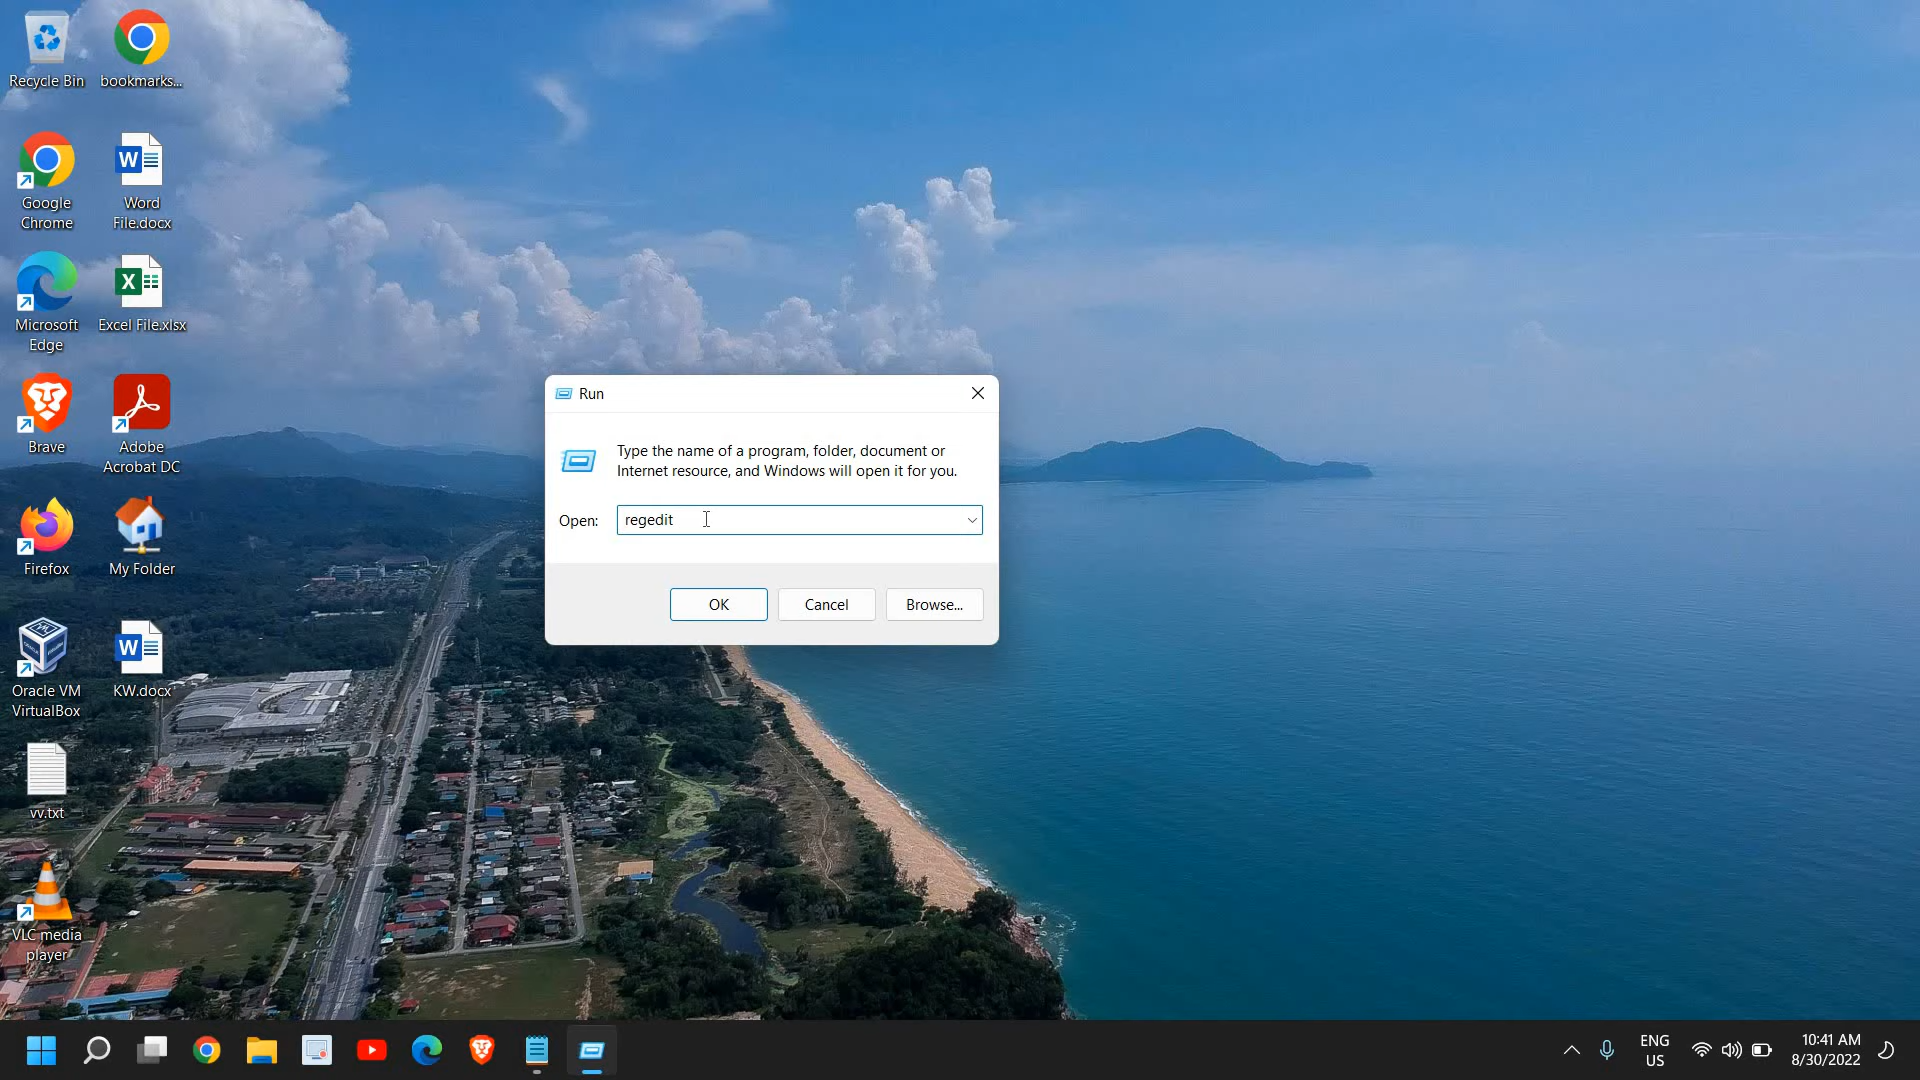 Recycle Bin
bookmarks...
Google
Chrome
Word
File.docx
Microsoft
Edge
Excel File.xlsx
Brave
Adobe
Acrobat DC
Firefox
My Folder
Oracle VM
VirtualBox
KW.docx
vv.txt
VLC media
player
Run
Type the name of a program, folder, document or
Internet resource, and Windows will open it for you.
Open:
regedit
OK
Cancel
Browse...
ENG
US
10:41 AM
8/30/2022